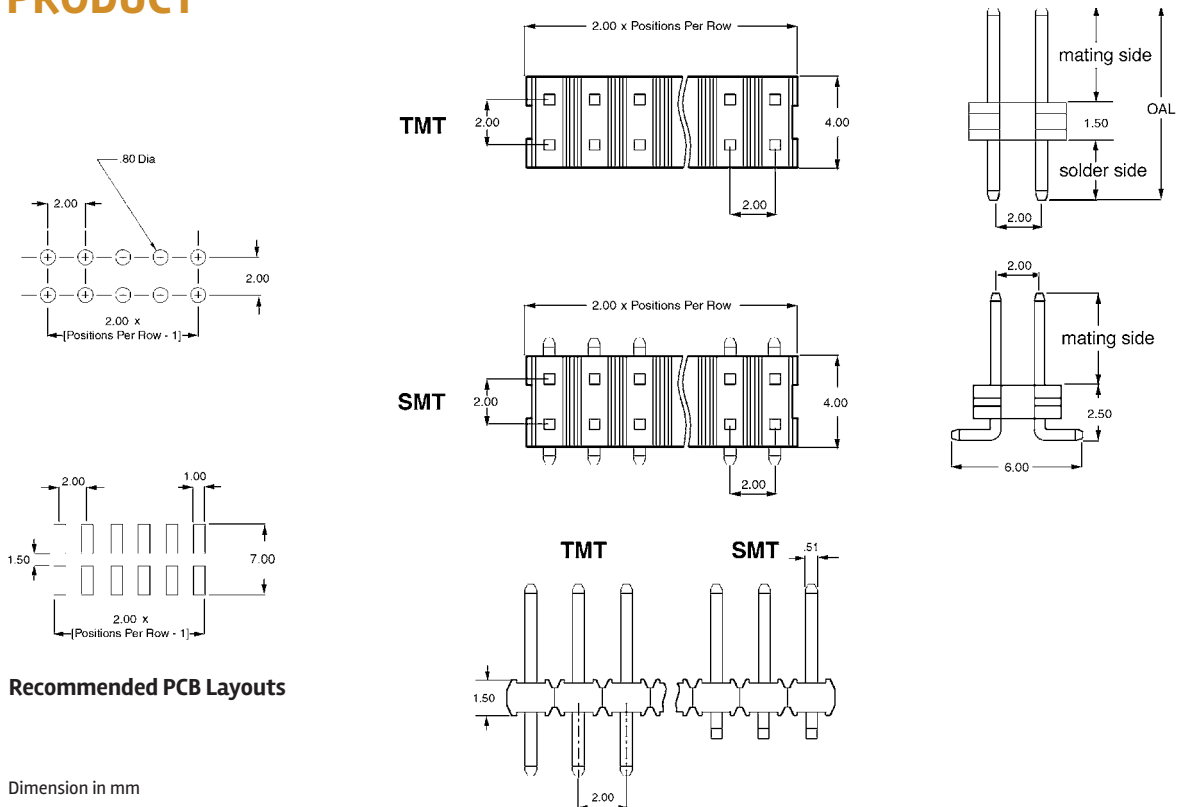 PRODUCT
2.00 x Positions Per Row
TMT
2.00
4.00
2.00
mating side
1.50
OAL
solder side
2.00
.80 Dia
2.00
2.00
2.00 x
[Positions Per Row - 1]
2.00 x Positions Per Row
SMT
2.00
4.00
2.00
2.00
mating side
2.50
6.00
2.00
1.00
1.50
7.00
2.00 x
[Positions Per Row - 1]
TMT
SMT
.51
1.50
2.00
Recommended PCB Layouts
Dimension in mm